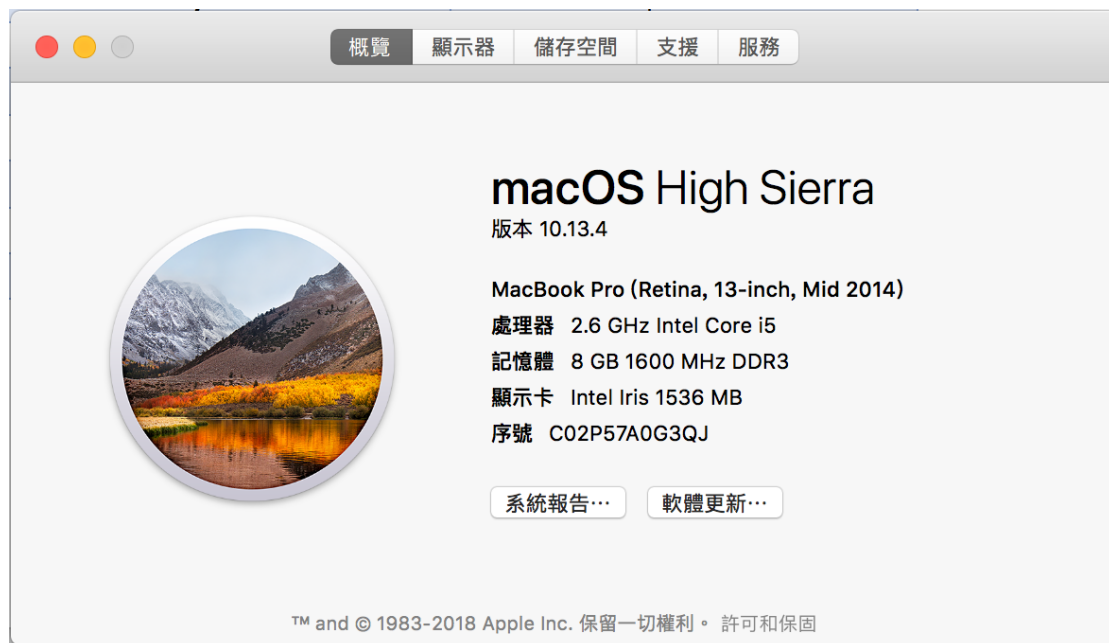 概覽 顯示器 儲存空間 支援 服務
macOS High Sierra
版本 10.13.4
MacBook Pro (Retina, 13-inch, Mid 2014)
處理器 2.6 GHz Intel Core i5
記憶體 8 GB 1600 MHz DDR3
顯示卡 Intel Iris 1536 MB
序號 C02P57A0G3QJ
系統報告⋯ 軟體更新⋯
™ and © 1983-2018 Apple Inc. 保留一切權利。 許可和保固